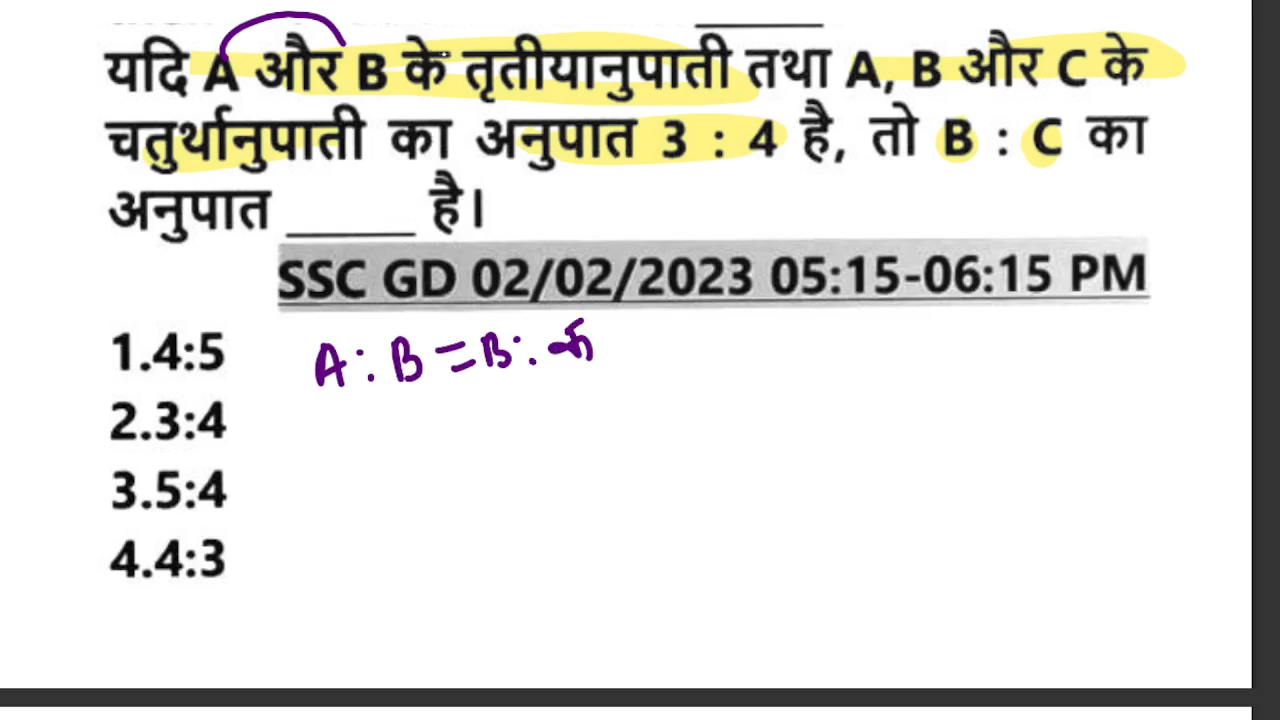 यदि A और B के तृतीयानुपाती तथा A, B और C के
चतुर्थानुपाती का अनुपात 3 : 4 है, तो B : C का
अनुपात _____ है।
SSC GD 02/02/2023 05:15-06:15 PM
1.4:5
A : B = B :
2.3:4
3.5:4
4.4:3